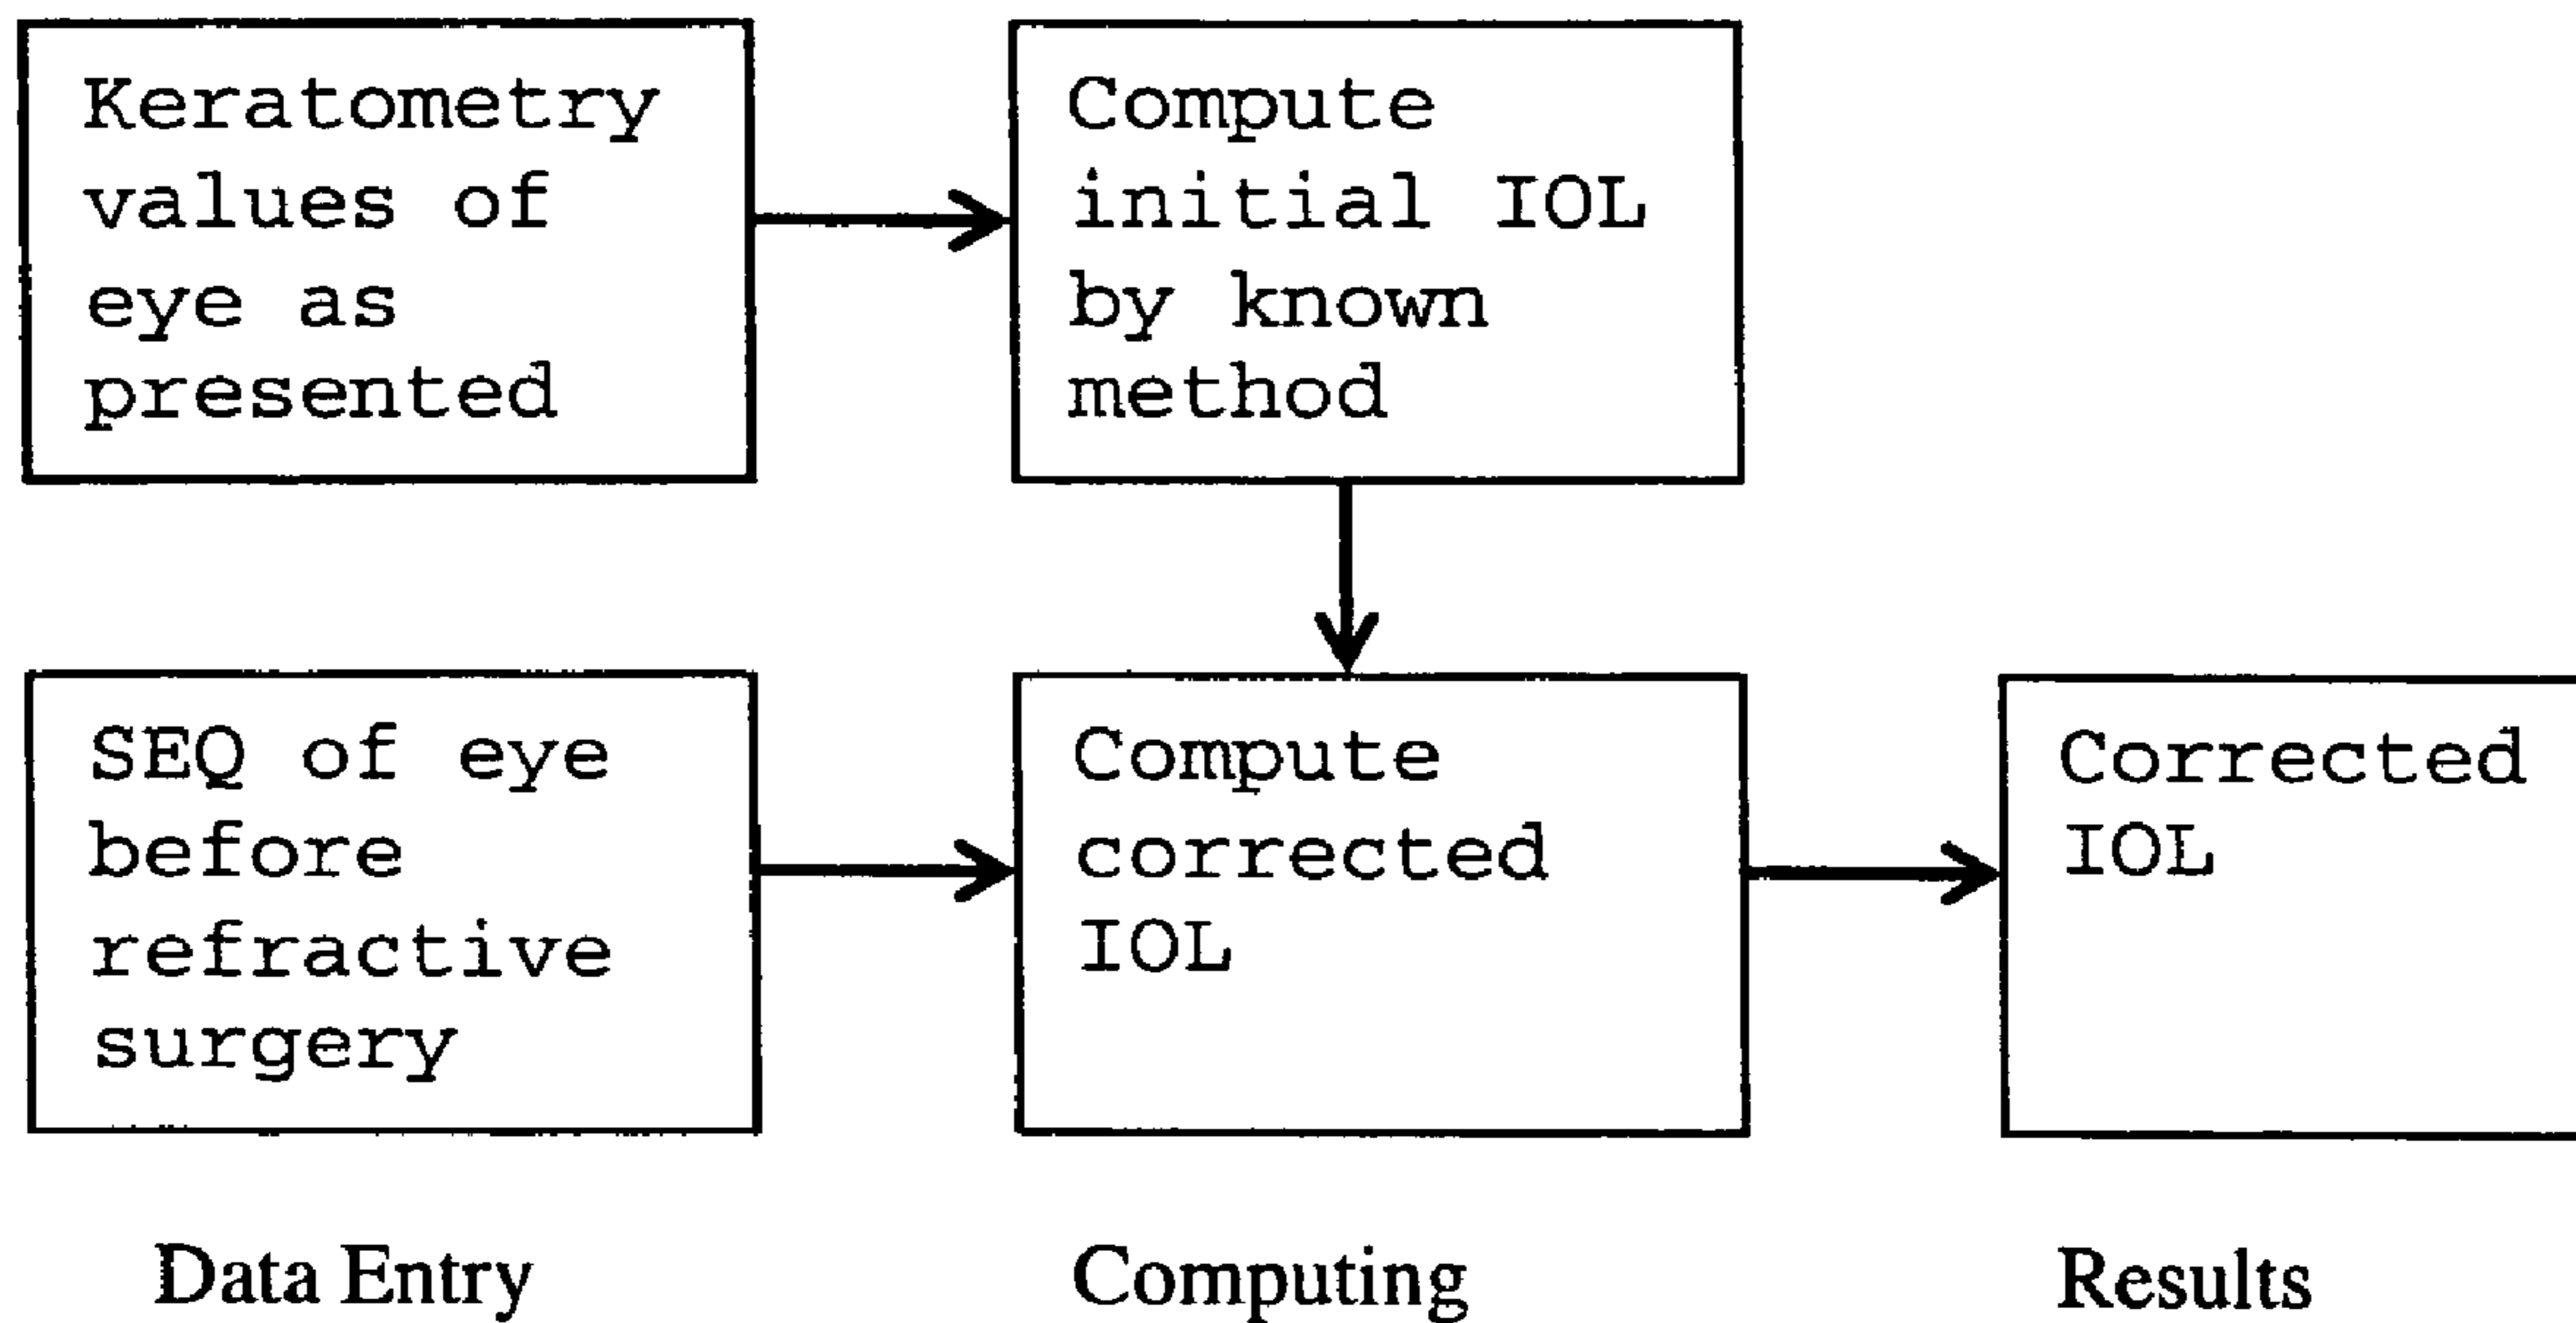 Keratometry
values of
eye as
presented
Compute
initial IOL
by known
method
SEQ of eye
before
refractive
surgery
Compute
corrected
IOL
Corrected
IOL
Data Entry
Computing
Results